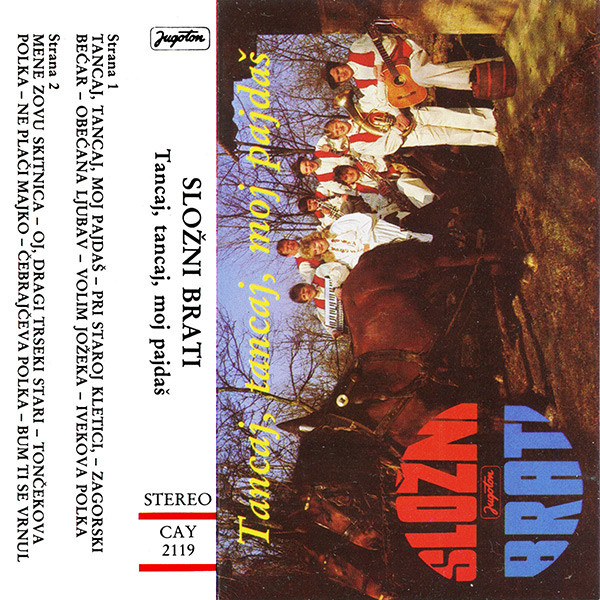 Strana 1
TANCAJ, TANCAJ, MOJ PAJDAŠ – PRI STAROJ KLETICI, – ZAGORSKI
BEĆAR – OBEĆANA LJUBAV – VOLIM JOŽEKA – IVEKOVA POLKA
Strana 2
MENE ZOVU SKITNICA – OJ, DRAGI TRSEKI STARI – TONČEKOVA
POLKA – NE PLAČI MAJKO – ČEBRAJČEVA POLKA – BUM TI SE VRNUL
Jugoton
SLOŽNI BRATI
Tancaj, tancaj, moj pajdaš
STEREO
CAY
2119
Tancaj, tancaj, moj pajdaš
SLOŽNI
Jugoton
BRATI